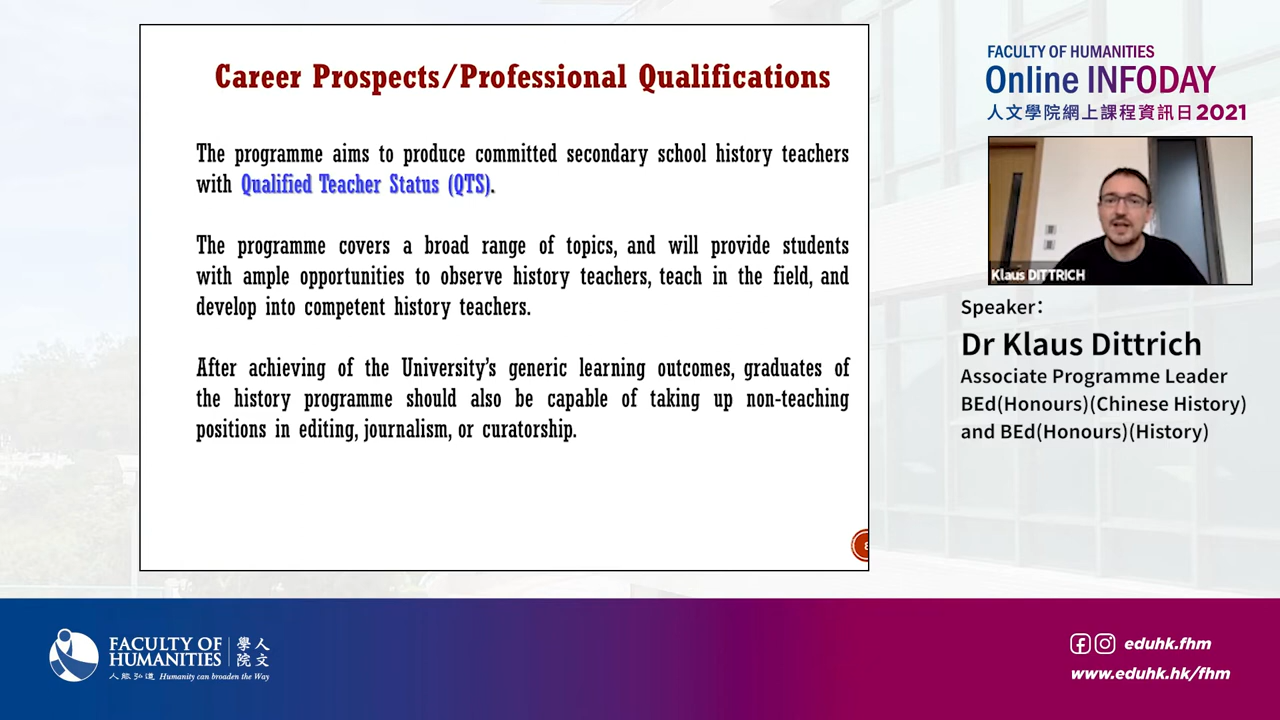 Career Prospects/Professional Qualifications
The programme aims to produce committed secondary school history teachers
with Qualified Teacher Status (QTS).
The programme covers a broad range of topics, and will provide students
with ample opportunities to observe history teachers, teach in the field, and
develop into competent history teachers.
After achieving of the University's generic learning outcomes, graduates of
the history programme should also be capable of taking up non-teaching
positions in editing, journalism, or curatorship.
FACULTY OF HUMANITIES
Online INFODAY
人文學院網上課程資訊日2021
Klaus DITTRICH
Speaker：
Dr Klaus Dittrich
Associate Programme Leader
BEd(Honours)(Chinese History)
and BEd(Honours)(History)
FACULTY OF
HUMANITIES
學人
院文
人脈弘道 Humanity can broaden the Way
eduhk.fhm
www.eduhk.hk/fhm